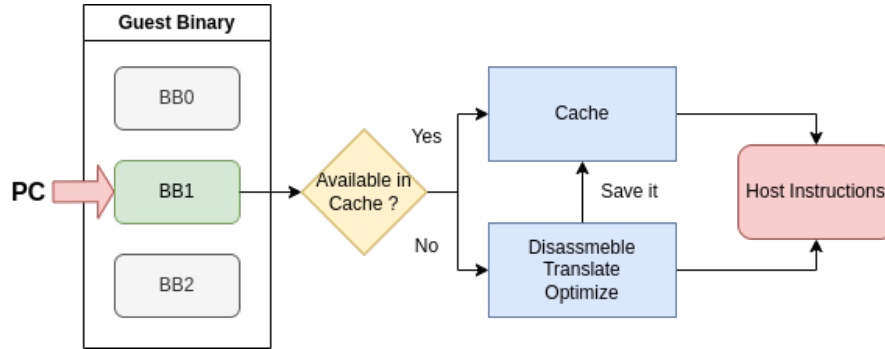 Guest Binary
BB0
PC
BB1
BB2
Available in
Cache ?
Yes
No
Cache
Save it
Disassmeble
Translate
Optimize
Host Instructions